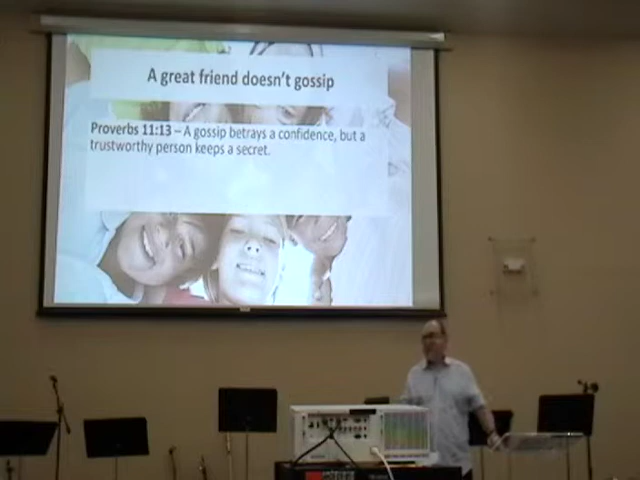 A great friend doesn't gossip
Proverbs 11:13 – A gossip betrays a confidence, but a
trustworthy person keeps a secret.